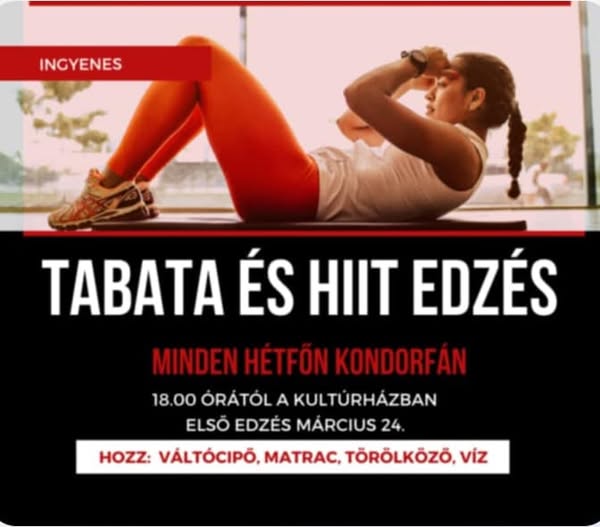 INGYENES
TABATA ÉS HIIT EDZÉS
MINDEN HÉTFŐN KONDORFÁN
18.00 ÓRÁTÓL A KULTÚRHÁZBAN
ELSŐ EDZÉS MÁRCIUS 24.
HOZZ: VÁLTÓCIPŐ, MATRAC, TÖRÖLKÖZŐ, VÍZ